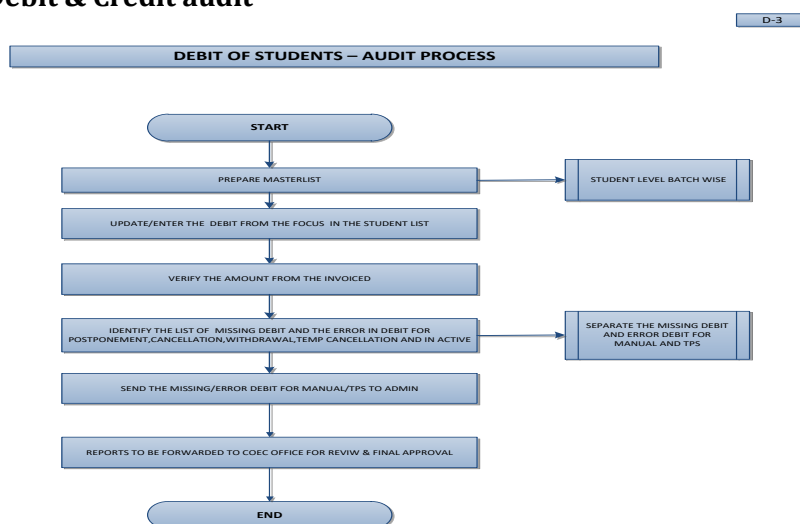 Debit & Credit audit
D-3
DEBIT OF STUDENTS – AUDIT PROCESS
START
PREPARE MASTERLIST
STUDENT LEVEL BATCH WISE
UPDATE/ENTER THE DEBIT FROM THE FOCUS IN THE STUDENT LIST
VERIFY THE AMOUNT FROM THE INVOICED
IDENTIFY THE LIST OF MISSING DEBIT AND THE ERROR IN DEBIT FOR
POSTPONEMENT,CANCELLATION,WITHDRAWAL,TEMP CANCELLATION AND IN ACTIVE
SEPARATE THE MISSING DEBIT
AND ERROR DEBIT FOR
MANUAL AND TPS
SEND THE MISSING/ERROR DEBIT FOR MANUAL/TPS TO ADMIN
REPORTS TO BE FORWARDED TO COEC OFFICE FOR REVIW & FINAL APPROVAL
END